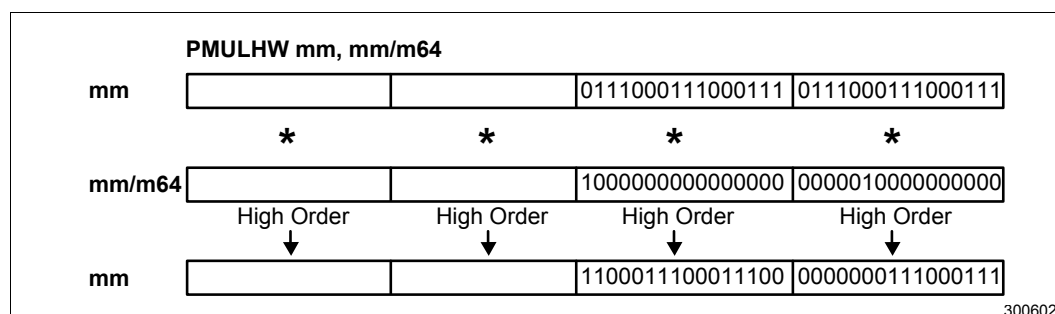 PMULHW mm, mm/m64
mm 0111000111000111 0111000111000111
* * * *
mm/m64 1000000000000000 0000010000000000
High Order High Order High Order High Order
mm 1100011100011100 0000000111000111
300602